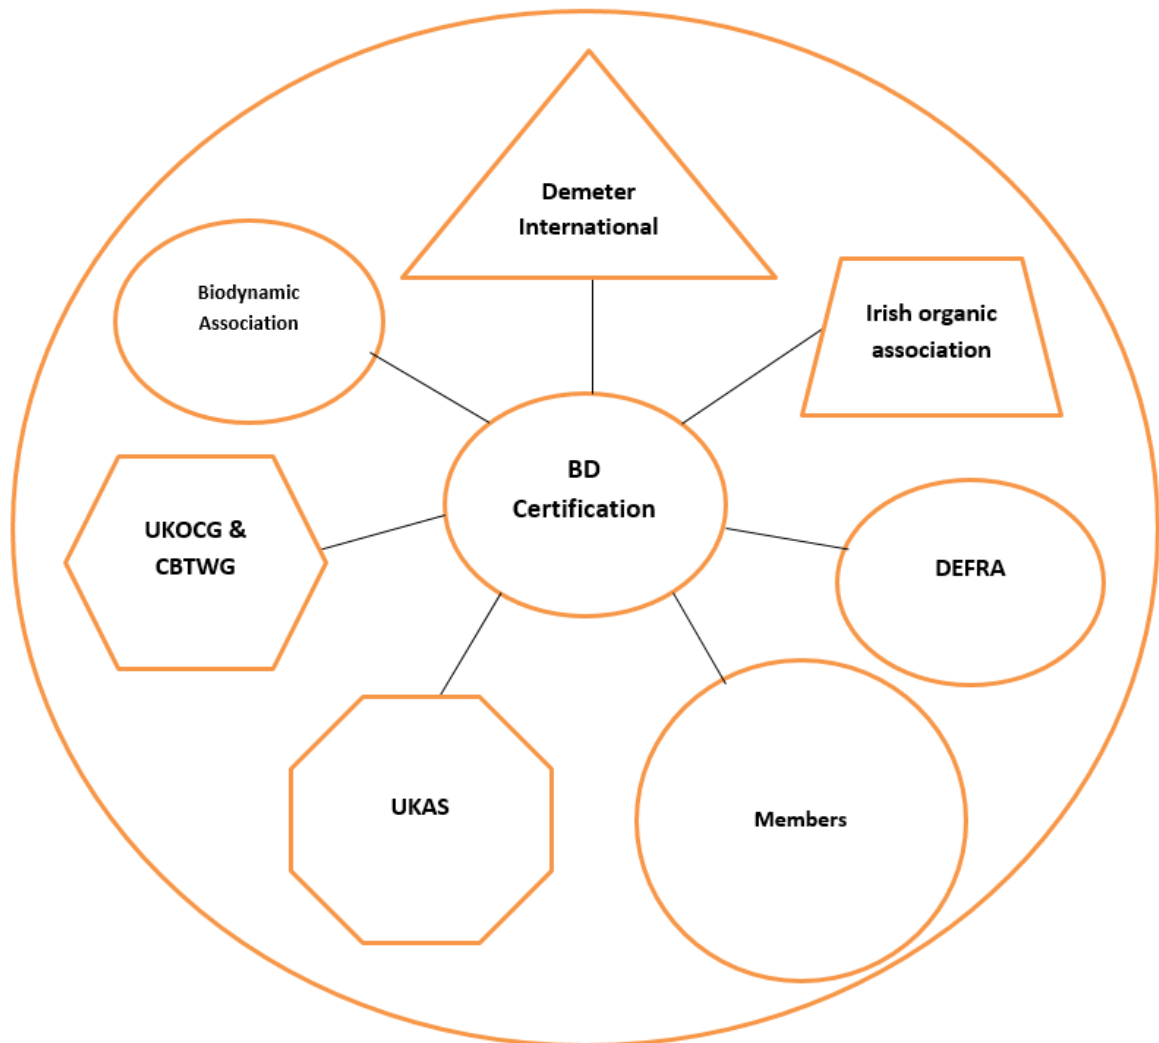 Demeter
International
Biodynamic
Association
Irish organic
association
BD
Certification
UKOCG &
CBTWG
DEFRA
UKAS
Members